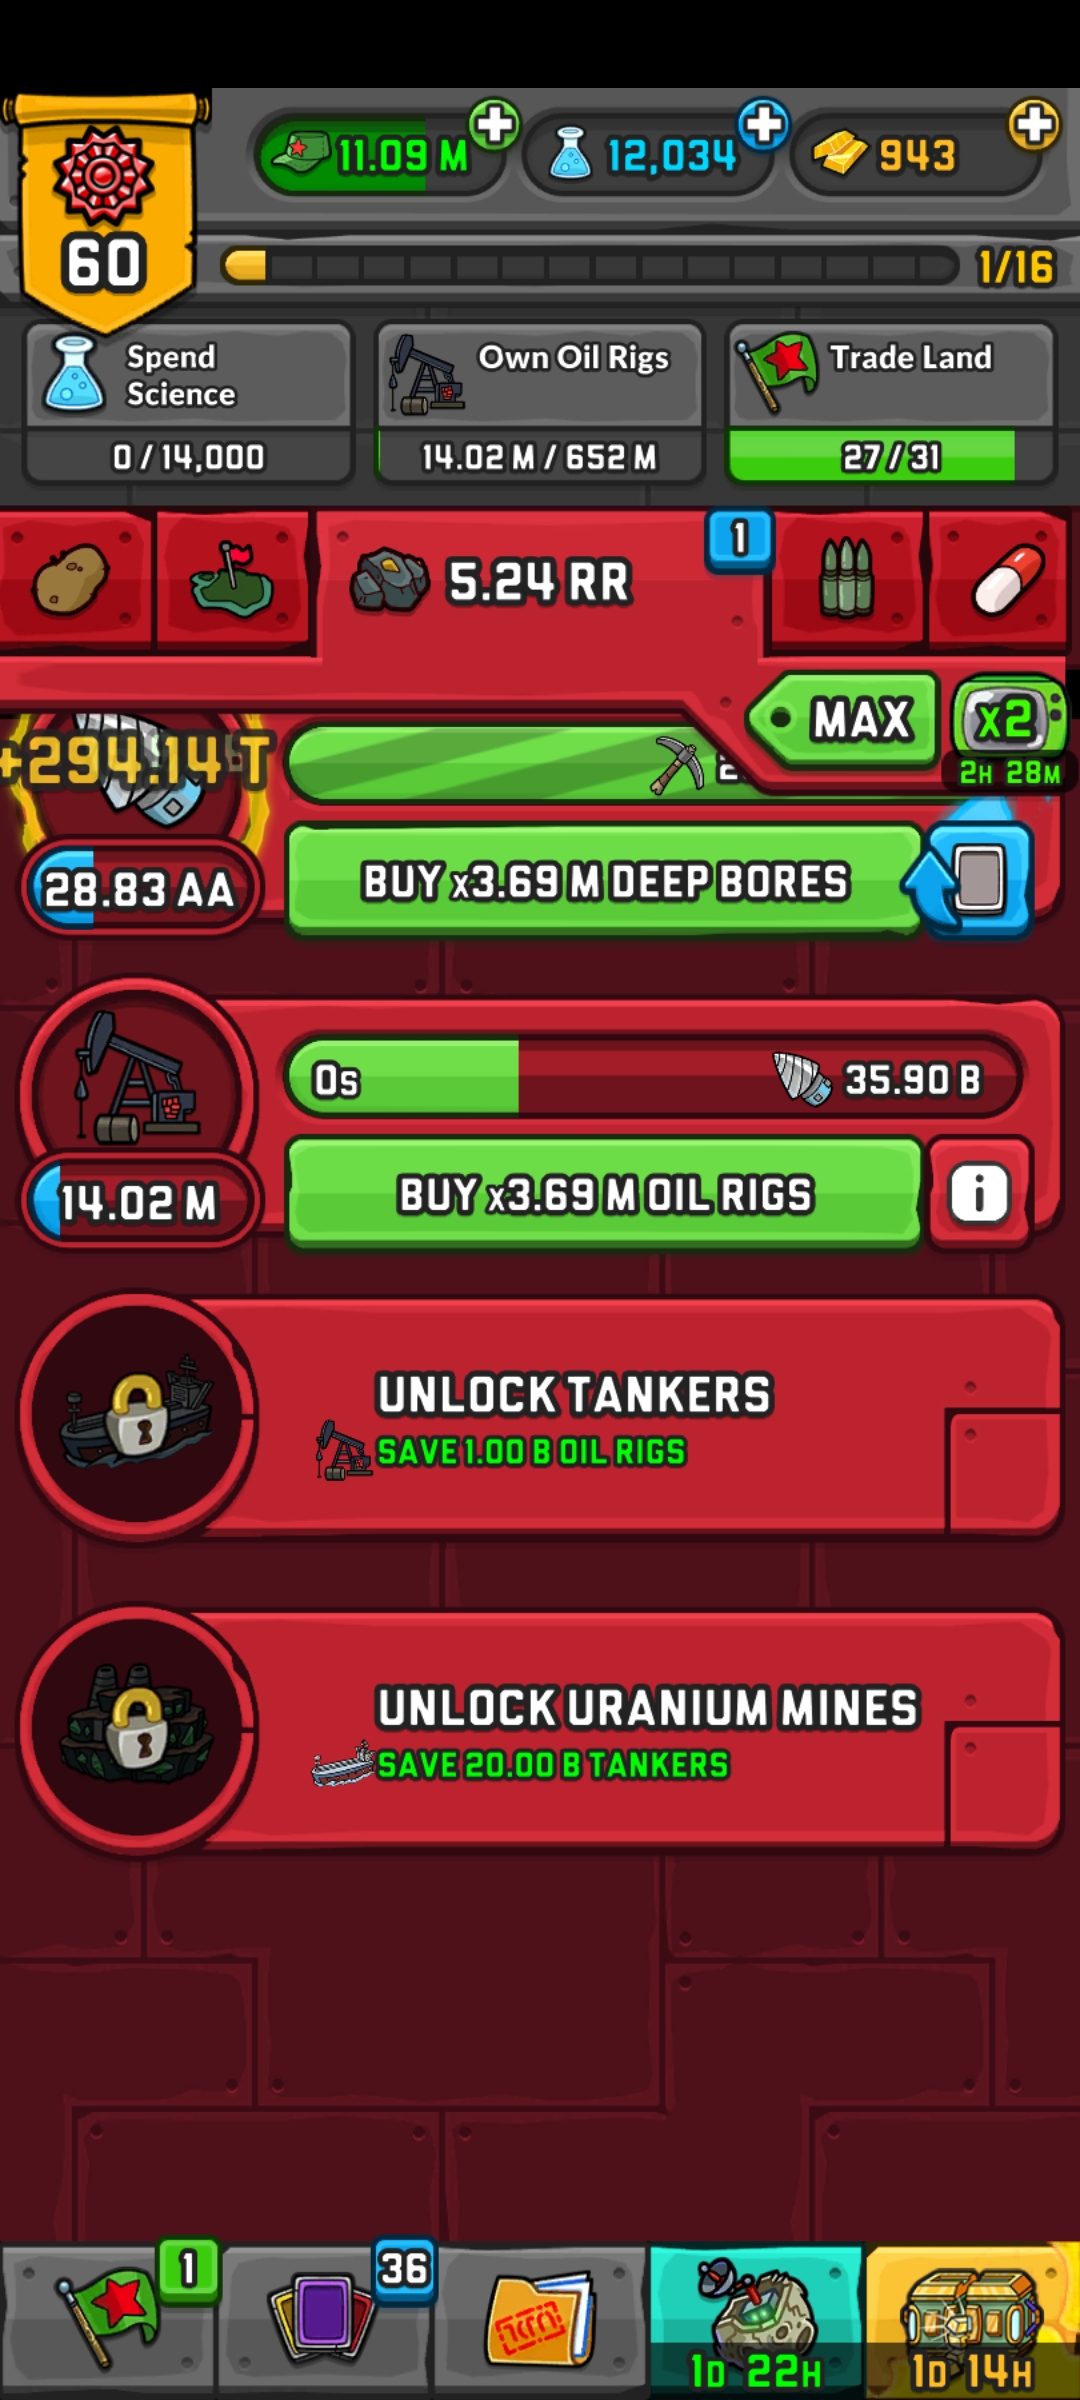 11.09 M
12,034
943
60
1/16
Spend
Science
0/14,000
Own Oil Rigs
14.02 M/652 M
Trade Land
27/31
5.24 RR
1
MAX
x2
2H 28M
+294.14 T
28.83 AA
BUY x3.69 M DEEP BORES
0s
35.90 B
14.02 M
BUY x3.69 M OIL RIGS
i
UNLOCK TANKERS
SAVE 1.00 B OIL RIGS
UNLOCK URANIUM MINES
SAVE 20.00 B TANKERS
1
36
1D 22H
1D 14H